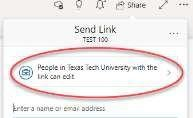 Share
Send Link
TEST 100
People in Texas Tech University with the
link can edit
Enter a name or email address